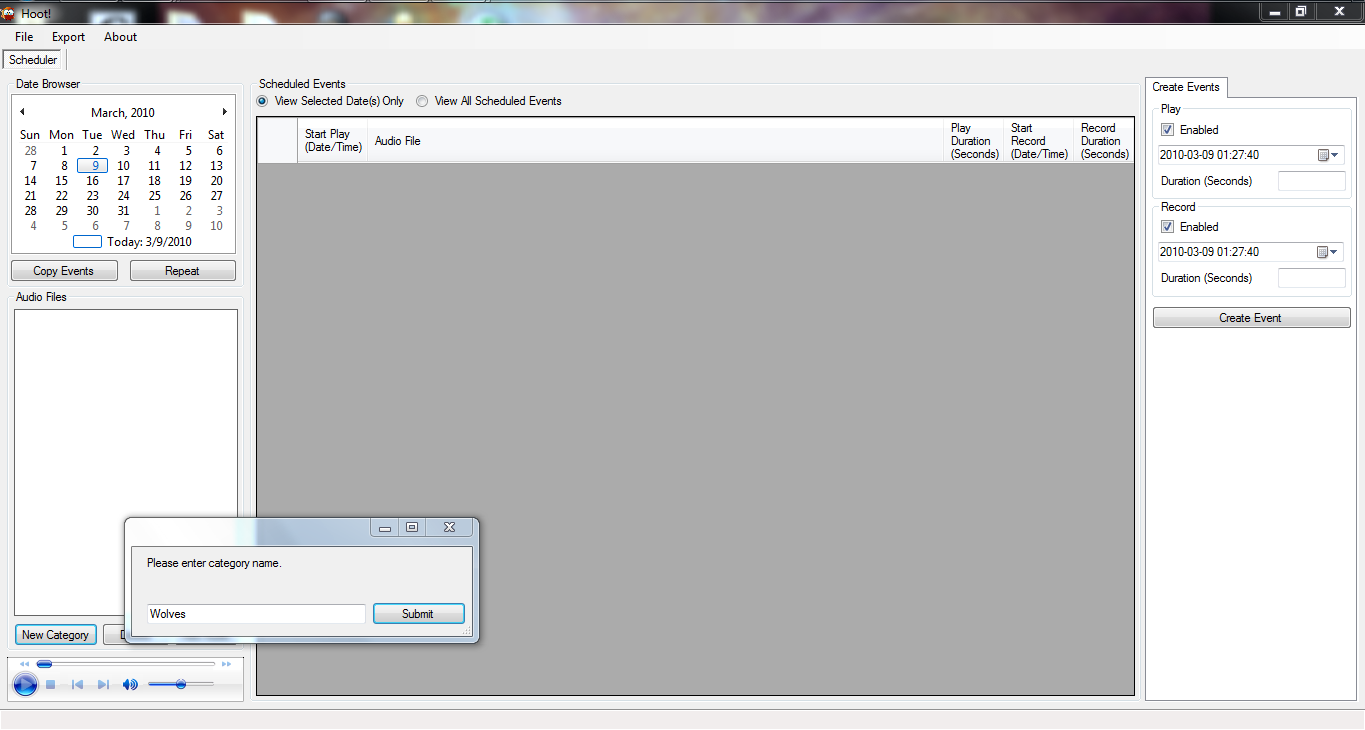 Hoot!
File Export About
Scheduler
Date Browser
March, 2010
Sun Mon Tue Wed Thu Fri Sat
28 1 2 3 4 5 6
7 8 9 10 11 12 13
14 15 16 17 18 19 20
21 22 23 24 25 26 27
28 29 30 31 1 2 3
4 5 6 7 8 9 10
Today: 3/9/2010
Copy Events Repeat
Audio Files
New Category
Scheduled Events
View Selected Date(s) Only View All Scheduled Events
Start Play
(Date/Time)
Audio File
Play
Duration
(Seconds)
Start
Record
(Date/Time)
Record
Duration
(Seconds)
Please enter category name.
Wolves Submit
Create Events
Play
Enabled
2010-03-09 01:27:40
Duration (Seconds)
Record
Enabled
2010-03-09 01:27:40
Duration (Seconds)
Create Event